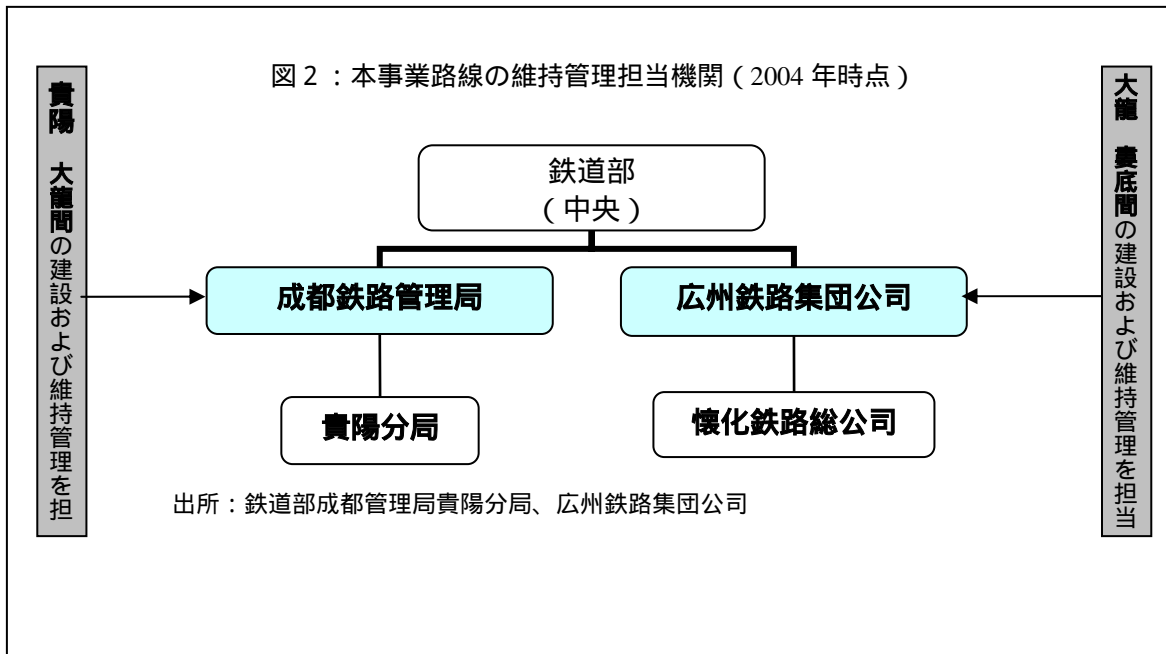 図2:本事業路線の維持管理担当機関(2004 年時点)
貴陽 大龍間の建設および維持管理を担
鉄道部
(中央)
成都鉄路管理局
広州鉄路集団公司
貴陽分局
懐化鉄路総公司
大龍 婁底間の建設および維持管理を担当
出所:鉄道部成都管理局貴陽分局、広州鉄路集団公司